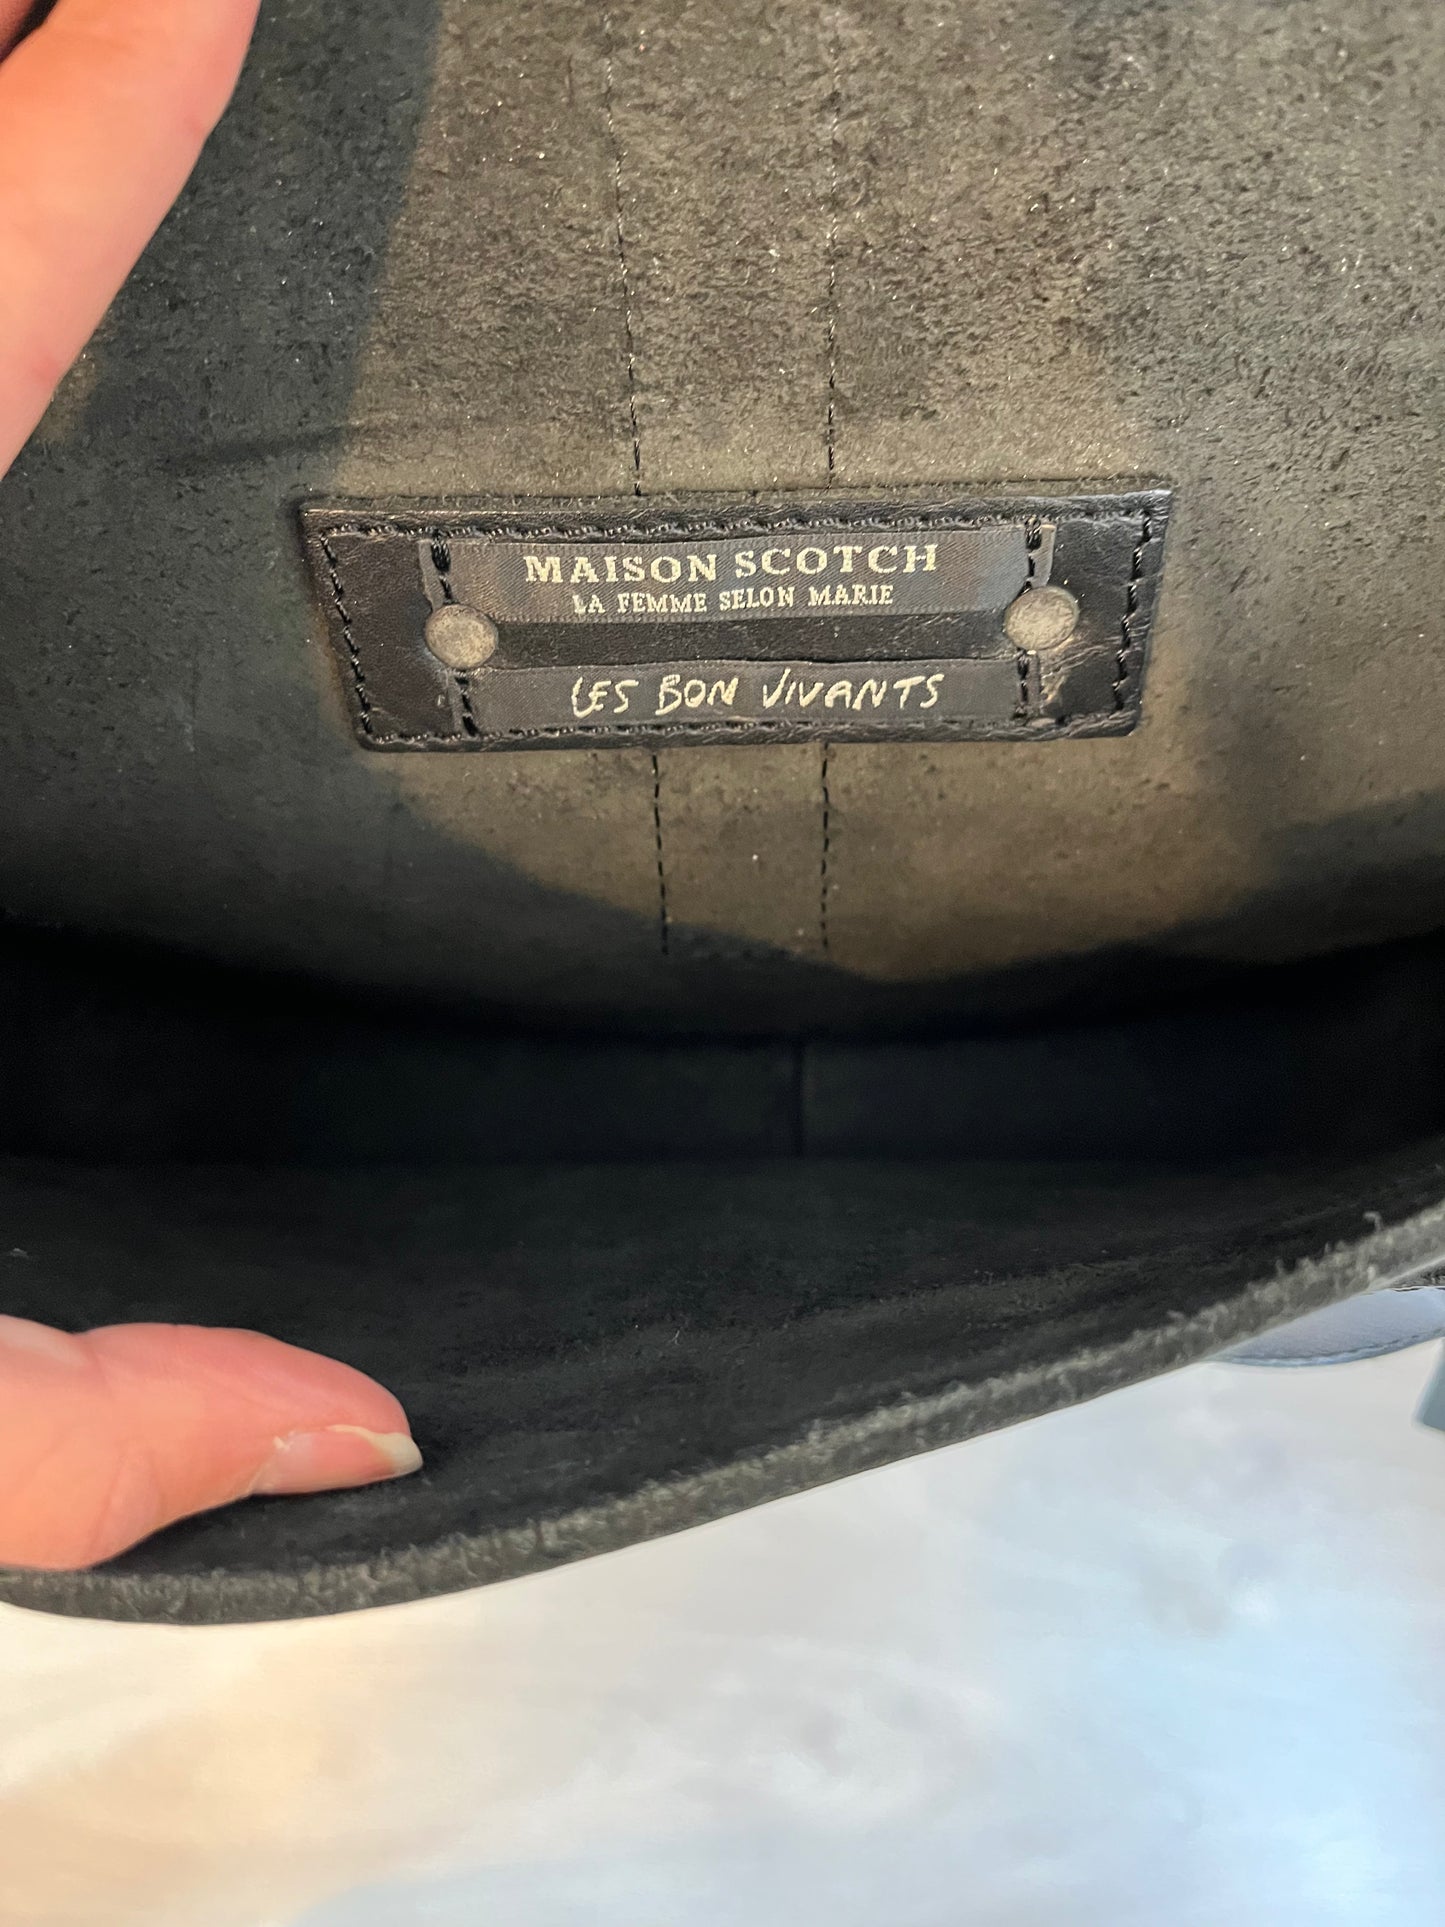 MAISON SCOTCH
LA FEMME SELON MARIE
LES BON VIVANTS